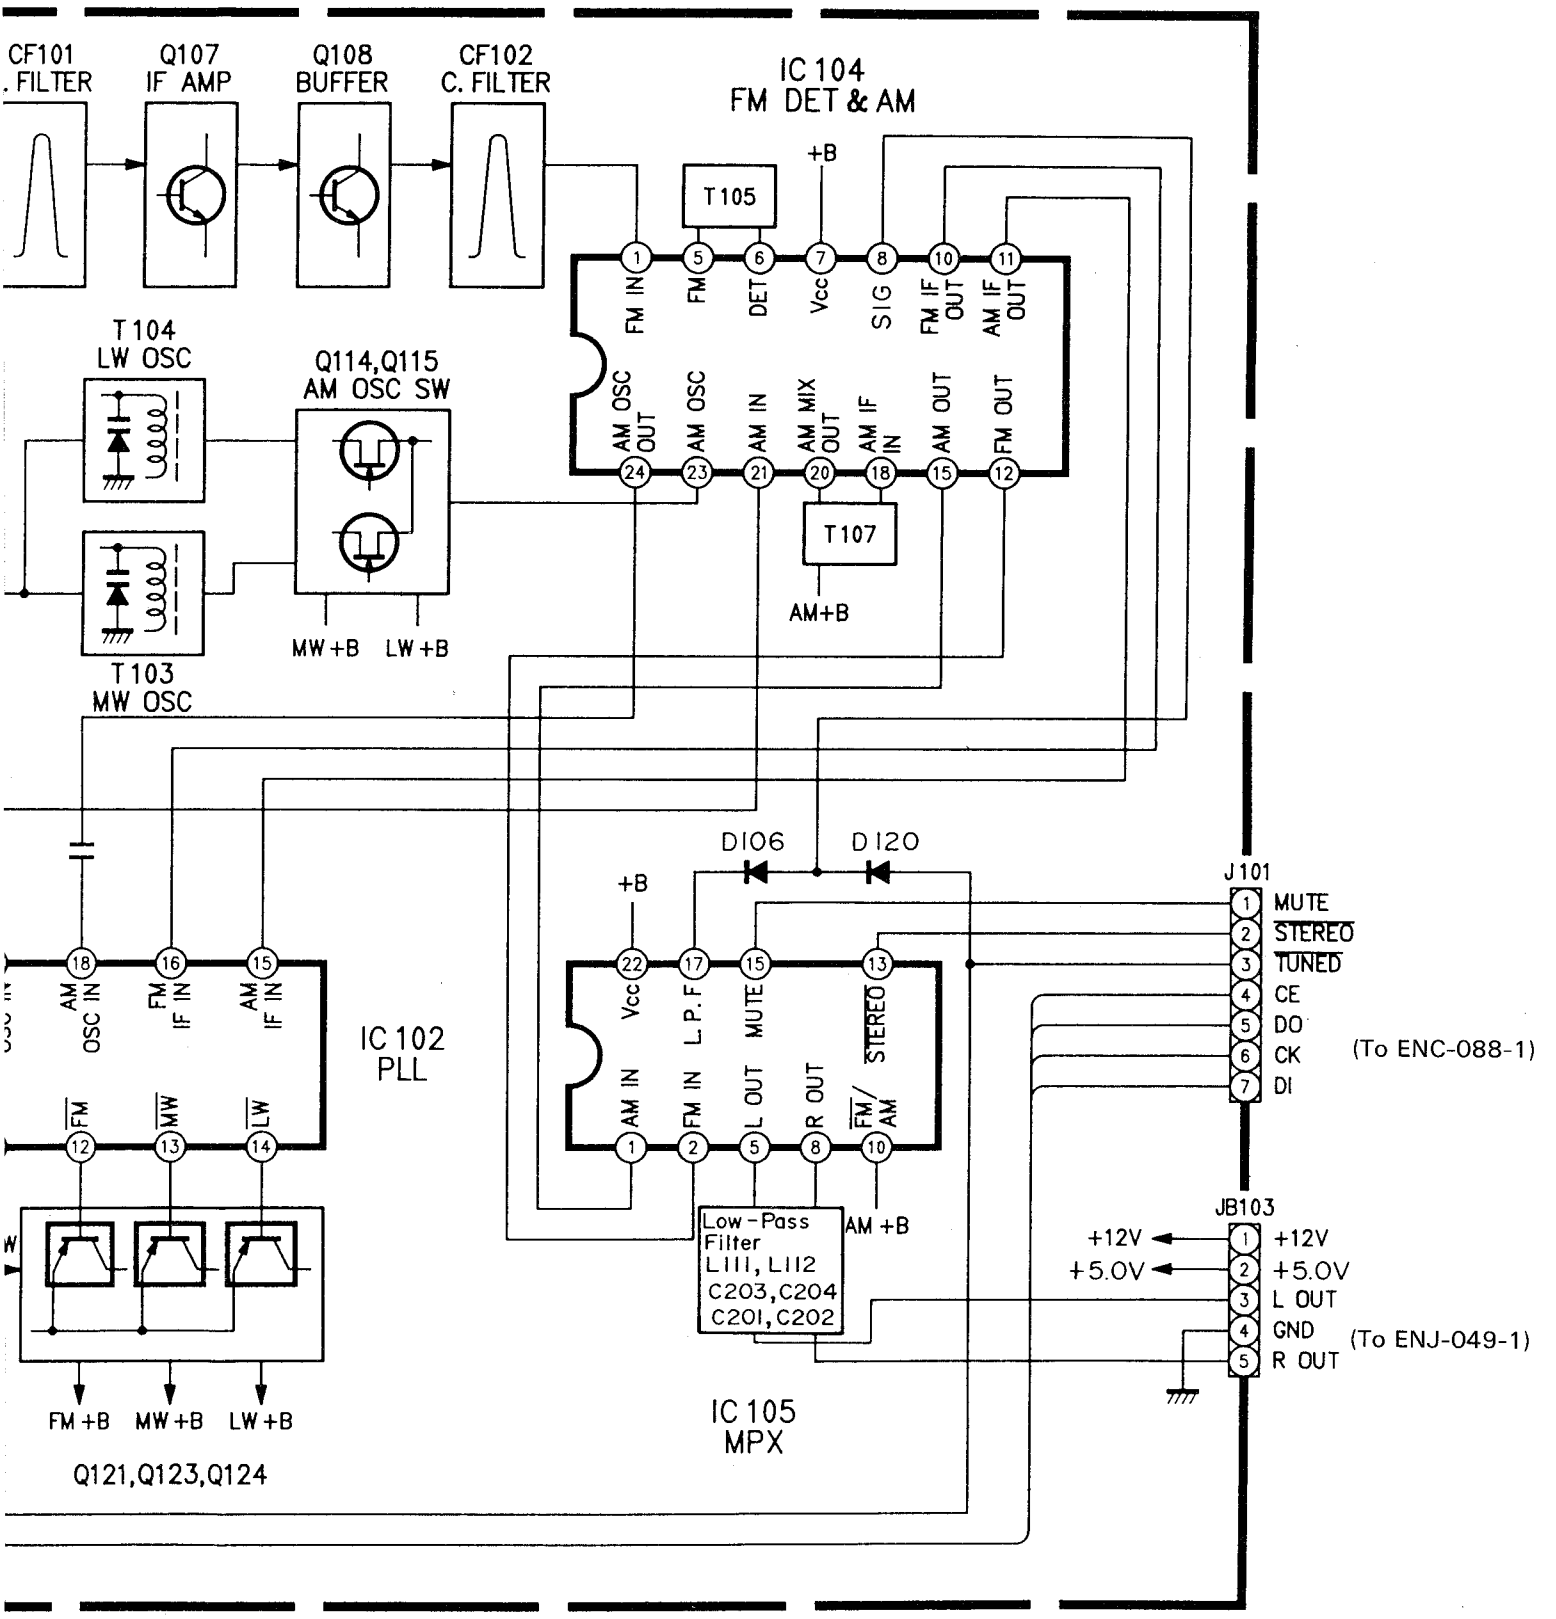 CF101
. FILTER
Q107
IF AMP
Q108
BUFFER
CF102
C. FILTER
IC 104
FM DET & AM
+B
T105
1
5
6
7
8
10
11
FM IN
FM
DET
Vcc
SIG
FM IF
OUT
AM IF
OUT
T104
LW OSC
Q114,Q115
AM OSC SW
AM OSC
OUT
AM OSC
AM IN
AM MIX
OUT
AM IF
IN
AM OUT
FM OUT
24
23
21
20
18
15
12
T107
AM+B
MW+B
LW+B
T103
MW OSC
D106
D120
+B
J101
1 MUTE
2 STEREO
3 TUNED
4 CE
5 DO
6 CK
7 DI
(To ENC-088-1)
18
16
15
AM
OSC IN
FM
IF IN
AM
IF IN
IC 102
PLL
FM
MW
LW
12
13
14
22
17
15
13
Vcc
L.P.F
MUTE
STEREO
AM IN
FM IN
L OUT
R OUT
FM/
AM
1
2
5
8
10
Low-Pass
Filter
L111, L112
C203,C204
C201,C202
AM+B
JB103
+12V
1 +12V
+5.0V
2 +5.0V
3 L OUT
4 GND
5 R OUT
(To ENJ-049-1)
W
FM+B
MW+B
LW+B
Q121,Q123,Q124
IC 105
MPX